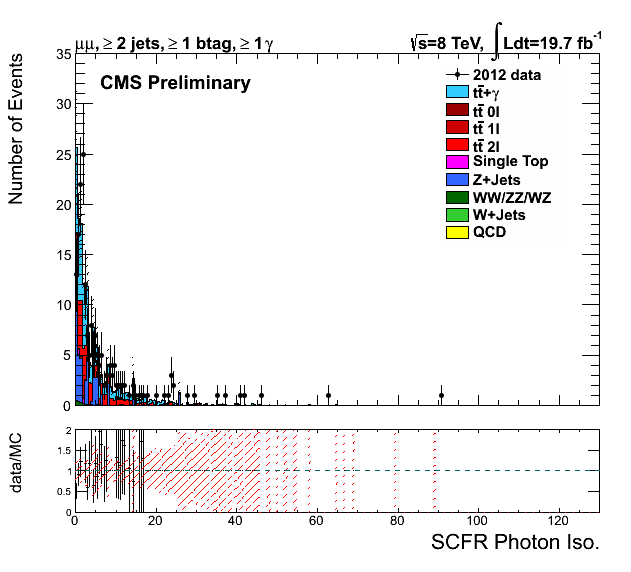 μμ, ≥ 2 jets, ≥ 1 btag, ≥ 1 γ
√s=8 TeV, ∫Ldt=19.7 fb⁻¹
CMS Preliminary
2012 data
tt̄+γ
tt̄ 0l
tt̄ 1l
tt̄ 2l
Single Top
Z+Jets
WW/ZZ/WZ
W+Jets
QCD
Number of Events
35
30
25
20
15
10
5
0
data/MC
2
1.5
1
0.5
0
0 20 40 60 80 100 120
SCFR Photon Iso.